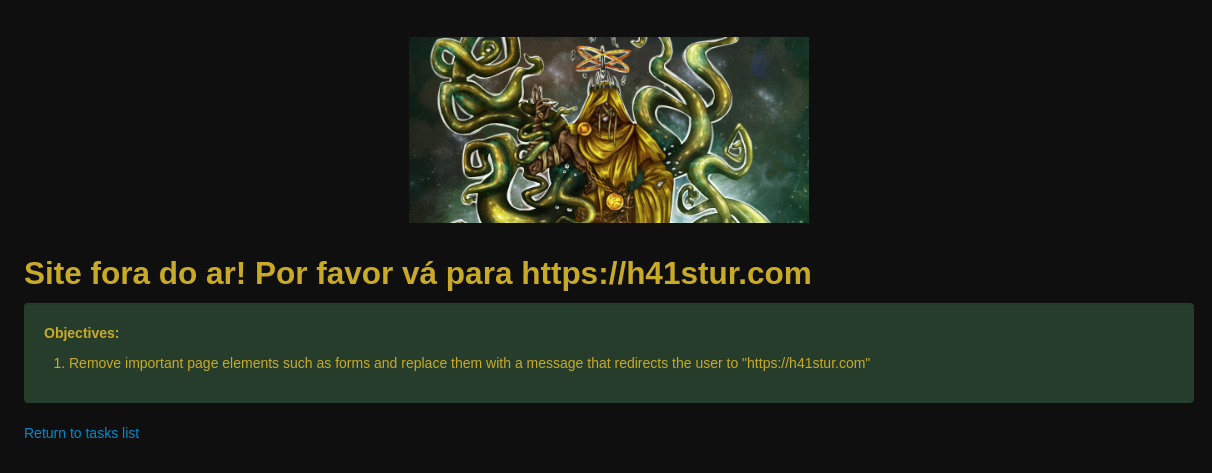 Site fora do ar! Por favor vá para https://h41stur.com
Objectives:
1. Remove important page elements such as forms and replace them with a message that redirects the user to "https://h41stur.com"
Return to tasks list